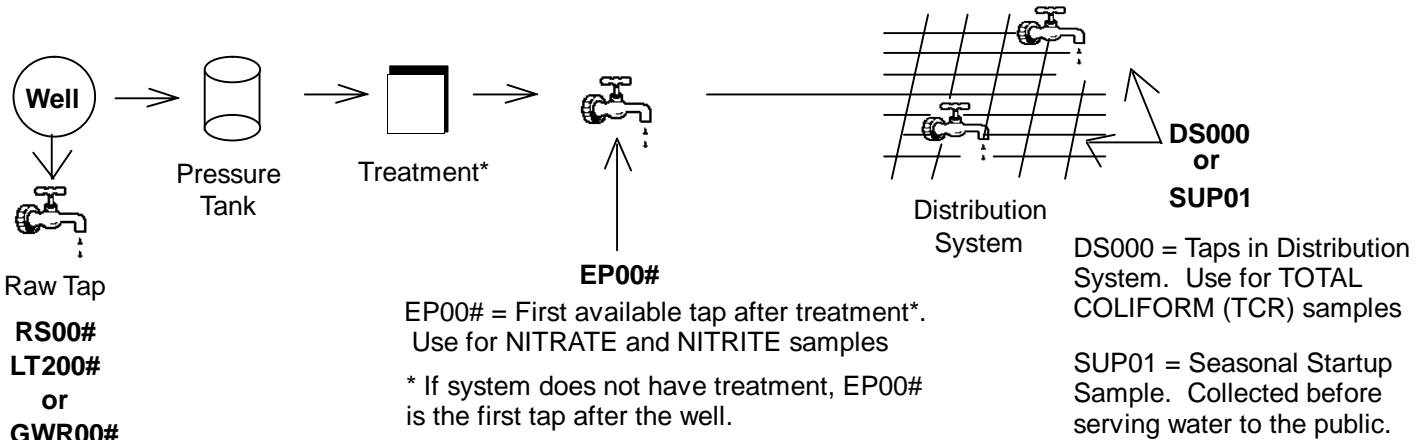 Well
Pressure
Tank
Treatment*
Raw Tap
RS00#
LT200#
or
GWR00#
EP00#
EP00# = First available tap after treatment*.
Use for NITRATE and NITRITE samples
* If system does not have treatment, EP00#
is the first tap after the well.
Distribution
System
DS000
or
SUP01
DS000 = Taps in Distribution
System. Use for TOTAL
COLIFORM (TCR) samples
SUP01 = Seasonal Startup
Sample. Collected before
serving water to the public.